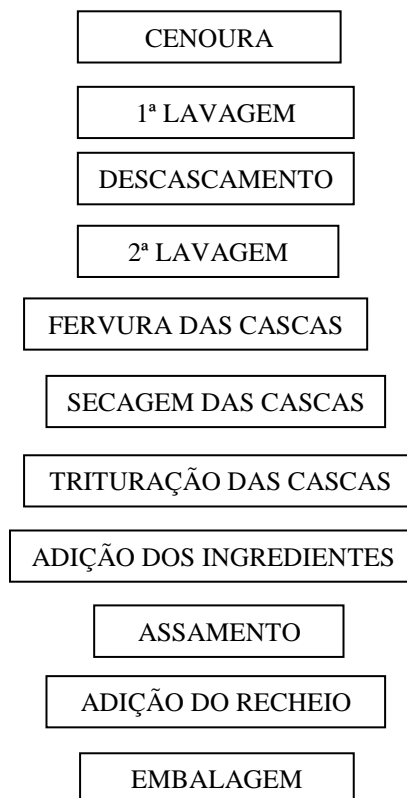 CENOURA
1ª LAVAGEM
DESCASCAMENTO
2ª LAVAGEM
FERVURA DAS CASCAS
SECAGEM DAS CASCAS
TRITURAÇÃO DAS CASCAS
ADIÇÃO DOS INGREDIENTES
ASSAMENTO
ADIÇÃO DO RECHEIO
EMBALAGEM